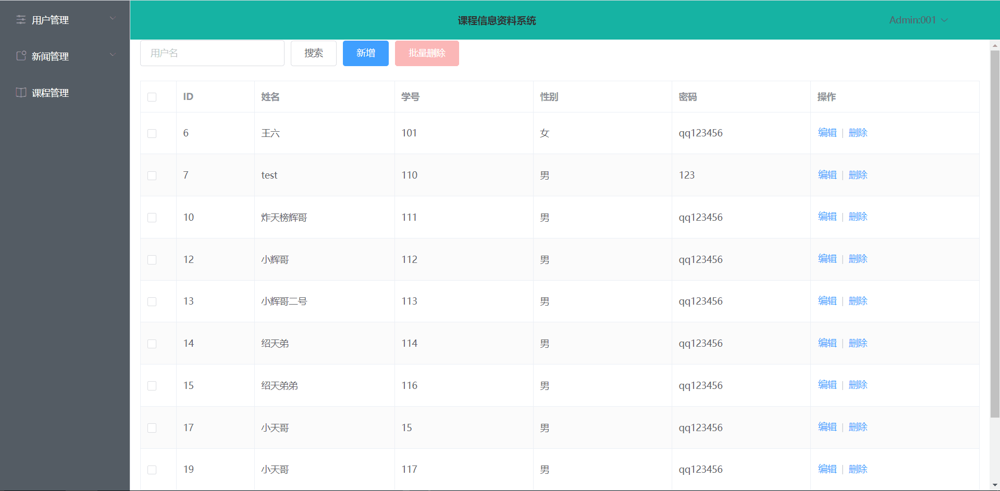 用户管理
新闻管理
课程管理
课程信息资料系统
Admin:001
用户名 搜索 新增 批量删除
ID 姓名 学号 性别 密码 操作
6 王六 101 女 qq123456 编辑 | 删除
7 test 110 男 123 编辑 | 删除
10 炸天榜辉哥 111 男 qq123456 编辑 | 删除
12 小辉哥 112 男 qq123456 编辑 | 删除
13 小辉哥二号 113 男 qq123456 编辑 | 删除
14 绍天弟 114 男 qq123456 编辑 | 删除
15 绍天弟弟 116 男 qq123456 编辑 | 删除
17 小天哥 15 男 qq123456 编辑 | 删除
19 小天哥 117 男 qq123456 编辑 | 删除